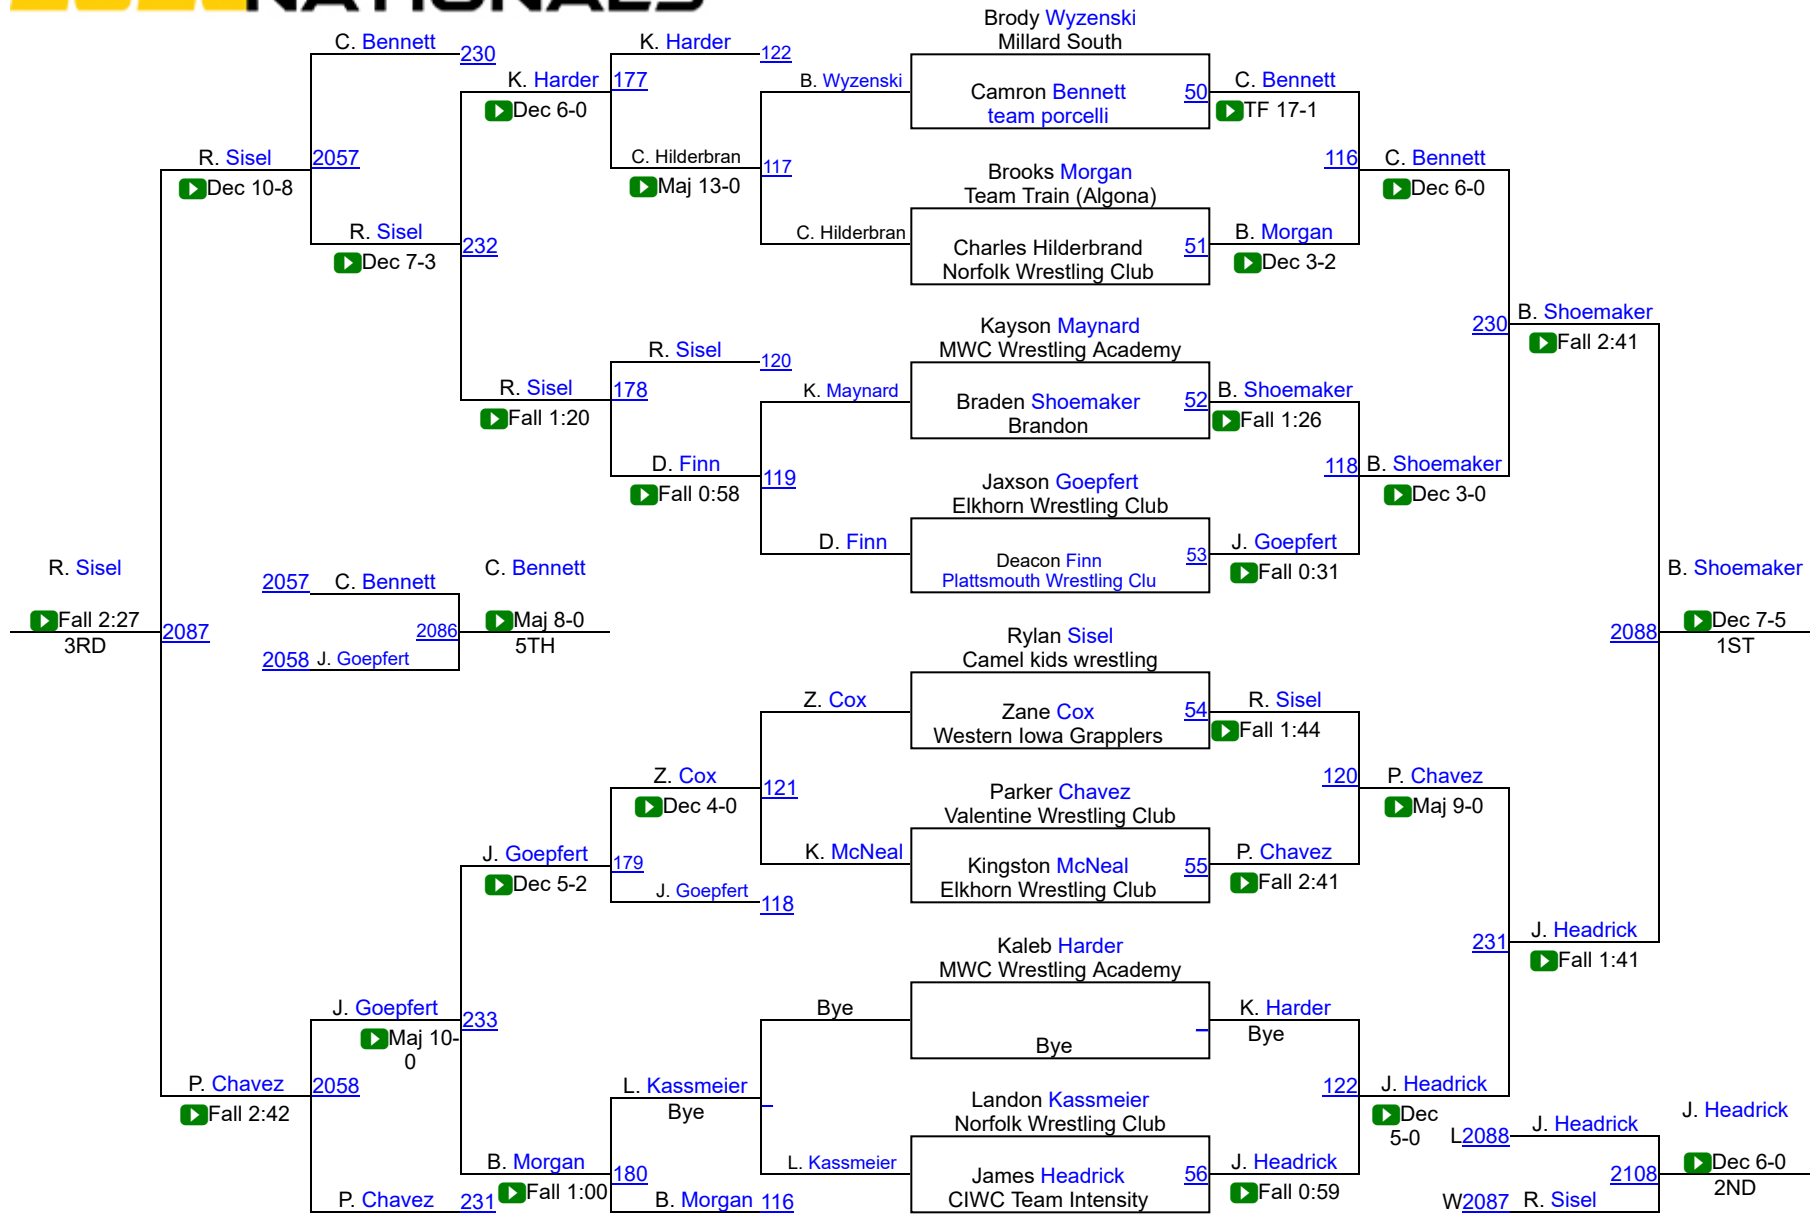 NATIONALS
Brody Wyzenski
Millard South
C. Bennett
230
K. Harder
122
K. Harder
177
Dec 6-0
B. Wyzenski
Camron Bennett
team porcelli
50
C. Bennett
TF 17-1
R. Sisel
2057
Dec 10-8
C. Hilderbran
117
Maj 13-0
Brooks Morgan
Team Train (Algona)
116
C. Bennett
Dec 6-0
R. Sisel
232
Dec 7-3
C. Hilderbran
Charles Hilderbrand
Norfolk Wrestling Club
51
B. Morgan
Dec 3-2
Kayson Maynard
MWC Wrestling Academy
230
B. Shoemaker
Fall 2:41
R. Sisel
120
R. Sisel
178
Fall 1:20
K. Maynard
Braden Shoemaker
Brandon
52
B. Shoemaker
Fall 1:26
D. Finn
119
Fall 0:58
Jaxson Goepfert
Elkhorn Wrestling Club
118
B. Shoemaker
Dec 3-0
D. Finn
Deacon Finn
Plattsmouth Wrestling Clu
53
J. Goepfert
Fall 0:31
R. Sisel
Fall 2:27
3RD
2087
2057
C. Bennett
2086
2058
J. Goepfert
C. Bennett
Maj 8-0
5TH
B. Shoemaker
2088
Dec 7-5
1ST
Rylan Sisel
Camel kids wrestling
Z. Cox
Zane Cox
Western Iowa Grapplers
54
R. Sisel
Fall 1:44
Z. Cox
121
Dec 4-0
Parker Chavez
Valentine Wrestling Club
120
P. Chavez
Maj 9-0
J. Goepfert
179
Dec 5-2
K. McNeal
Kingston McNeal
Elkhorn Wrestling Club
55
P. Chavez
Fall 2:41
J. Goepfert
118
Kaleb Harder
MWC Wrestling Academy
231
J. Headrick
Fall 1:41
J. Goepfert
233
Maj 10-
0
Bye
Bye
K. Harder
Bye
P. Chavez
2058
Fall 2:42
L. Kassmeier
Bye
Landon Kassmeier
Norfolk Wrestling Club
122
J. Headrick
Dec
5-0
L2088
J. Headrick
J. Headrick
B. Morgan
180
Fall 1:00
L. Kassmeier
James Headrick
CIWC Team Intensity
56
J. Headrick
Fall 0:59
2108
Dec 6-0
2ND
P. Chavez
231
B. Morgan
116
W2087
R. Sisel